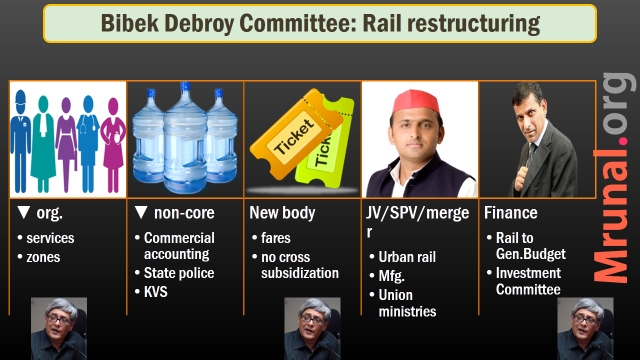 Bibek Debroy Committee: Rail restructuring
Ticket
Tick
▼ org.
• services
• zones
▼ non-core
• Commercial
accounting
• State police
• KVS
New body
• fares
• no cross
subsidization
JV/SPV/merge
r
• Urban rail
• Mfg.
• Union
ministries
Finance
• Rail to
Gen.Budget
• Investment
Committee
Mrunal.org